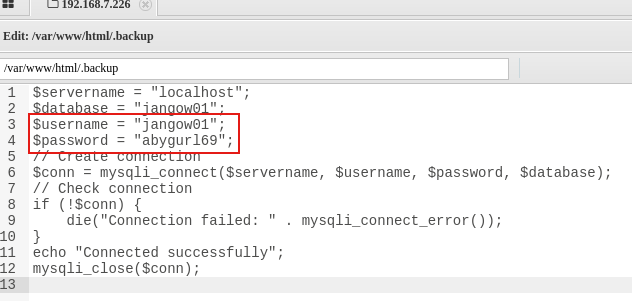 192.168.7.226
Edit: /var/www/html/.backup
/var/www/html/.backup
1 $servername = "localhost";
2 $database = "jangow01";
3 $username = "jangow01";
4 $password = "abygurl69";
5 // Create connection
6 $conn = mysqli_connect($servername, $username, $password, $database);
7 // Check connection
8 if (!$conn) {
9     die("Connection failed: " . mysqli_connect_error());
10 }
11 echo "Connected successfully";
12 mysqli_close($conn);
13